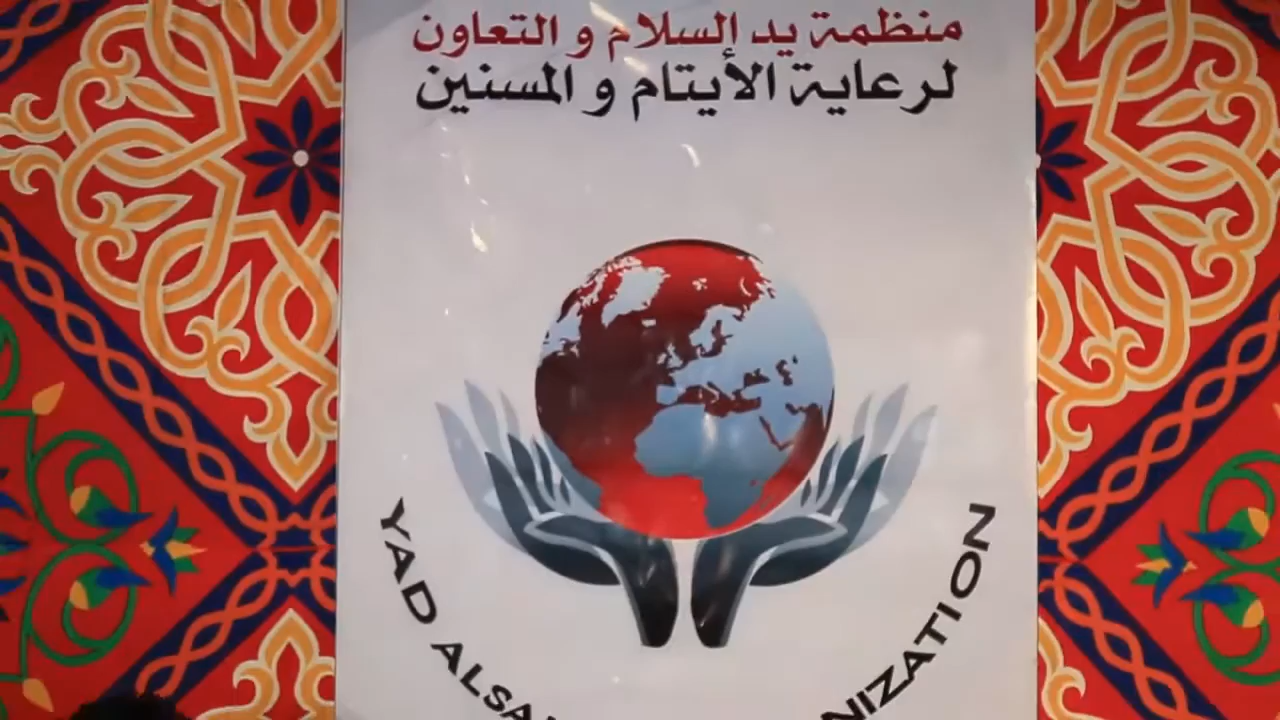 منظمة يد السلام و التعاون
لرعاية الأيتام و المسنين
YAD ALSA
NIZATION